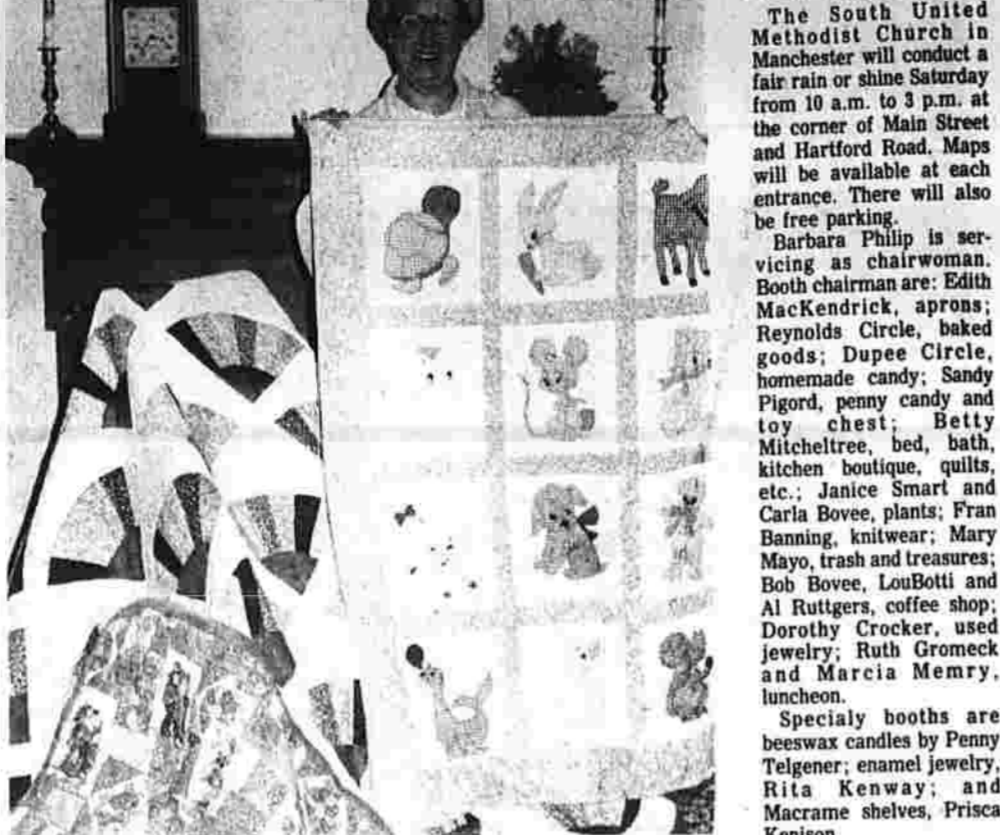 The South United
Methodist Church in
Manchester will conduct a
fair rain or shine Saturday
from 10 a.m. to 3 p.m. at
the corner of Main Street
and Hartford Road. Maps
will be available at each
entrance. There will also
be free parking.
Barbara Philip is ser-
vicing as chairwoman.
Booth chairman are: Edith
MacKendrick, aprons;
Reynolds Circle, baked
goods; Dupee Circle,
homemade candy; Sandy
Pigord, penny candy and
toy chest; Betty
Mitcheltree, bed, bath,
kitchen boutique, quilts,
etc.; Janice Smart and
Carla Bovee, plants; Fran
Banning, knitwear; Mary
Mayo, trash and treasures;
Bob Bovee, LouBotti and
Al Ruttgers, coffee shop;
Dorothy Crocker, used
jewelry; Ruth Gromeck
and Marcia Memry,
luncheon.
Specialy booths are
beeswax candles by Penny
Telgener; enamel jewelry,
Rita Kenway; and
Macrame shelves, Prisca